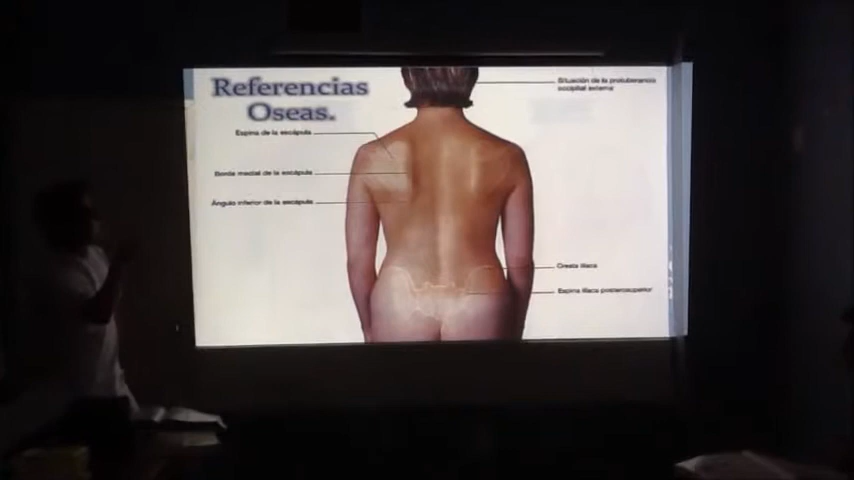 Referencias
Oseas.
Situación de la protuberancia
occipital externa
Espina de la escápula
Borde medial de la escápula
Ángulo inferior de la escápula
Cresta ilíaca
Espina ilíaca posterosuperior